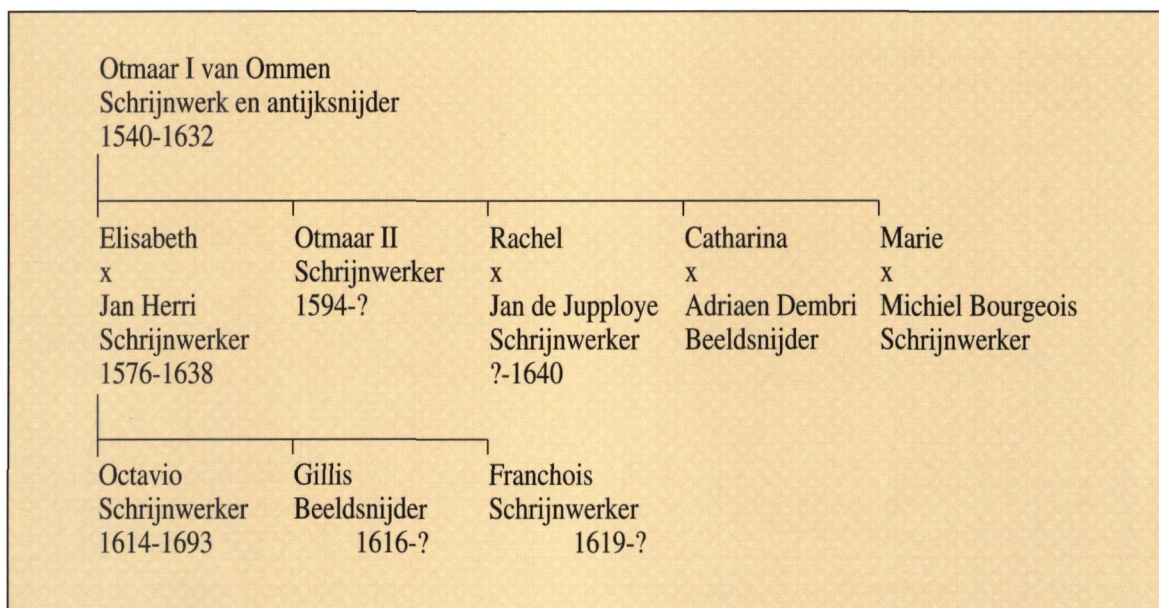 Otmaar I van Ommen
Schrijnwerk en antijksnijder
1540-1632
Elisabeth
x
Jan Herri
Schrijnwerker
1576-1638
Otmaar II
Schrijnwerker
1594-?
Rachel
x
Jan de Jupploye
Schrijnwerker
?-1640
Catharina
x
Adriaen Dembri
Beeldsnijder
Marie
x
Michiel Bourgeois
Schrijnwerker
Octavio
Schrijnwerker
1614-1693
Gillis
Beeldsnijder
1616-?
Franchois
Schrijnwerker
1619-?